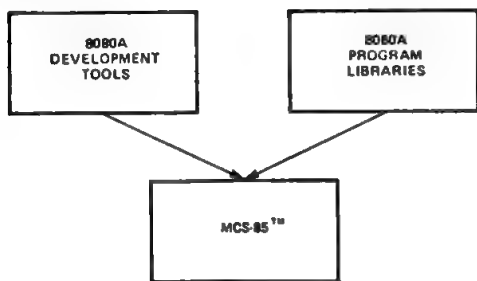 8080A
DEVELOPMENT
TOOLS
8080A
PROGRAM
LIBRARIES
MCS-85™